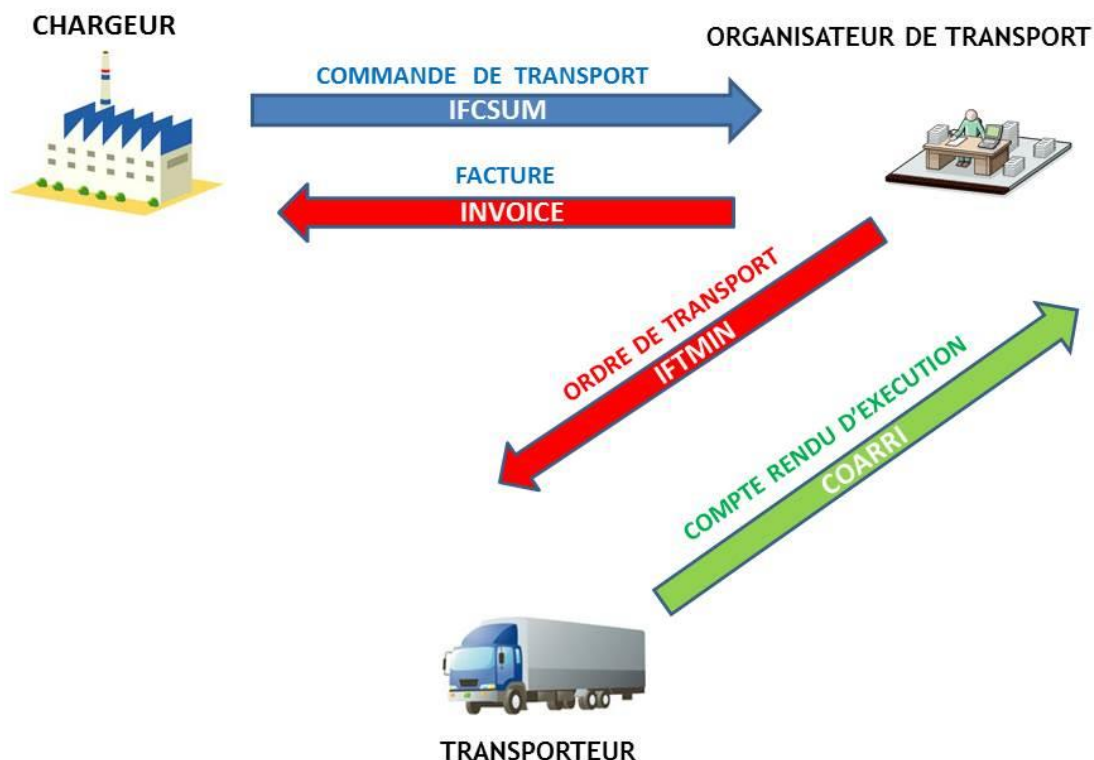 CHARGEUR
ORGANISATEUR DE TRANSPORT
COMMANDE DE TRANSPORT
IFCSUM
FACTURE
INVOICE
ORDRE DE TRANSPORT
IFTMIN
COMPTE RENDU D'EXECUTION
COARRI
TRANSPORTEUR